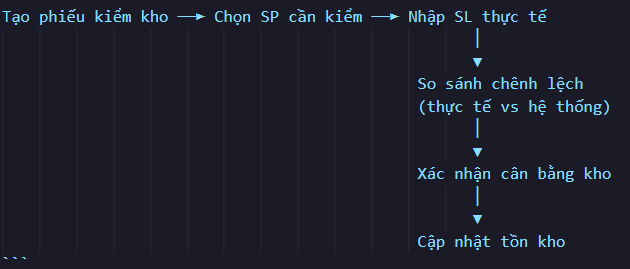 Tạo phiếu kiểm kho ──► Chọn SP cần kiểm ──► Nhập SL thực tế
│
▼
So sánh chênh lệch
(thực tế vs hệ thống)
│
▼
Xác nhận cân bằng kho
│
▼
Cập nhật tồn kho
```